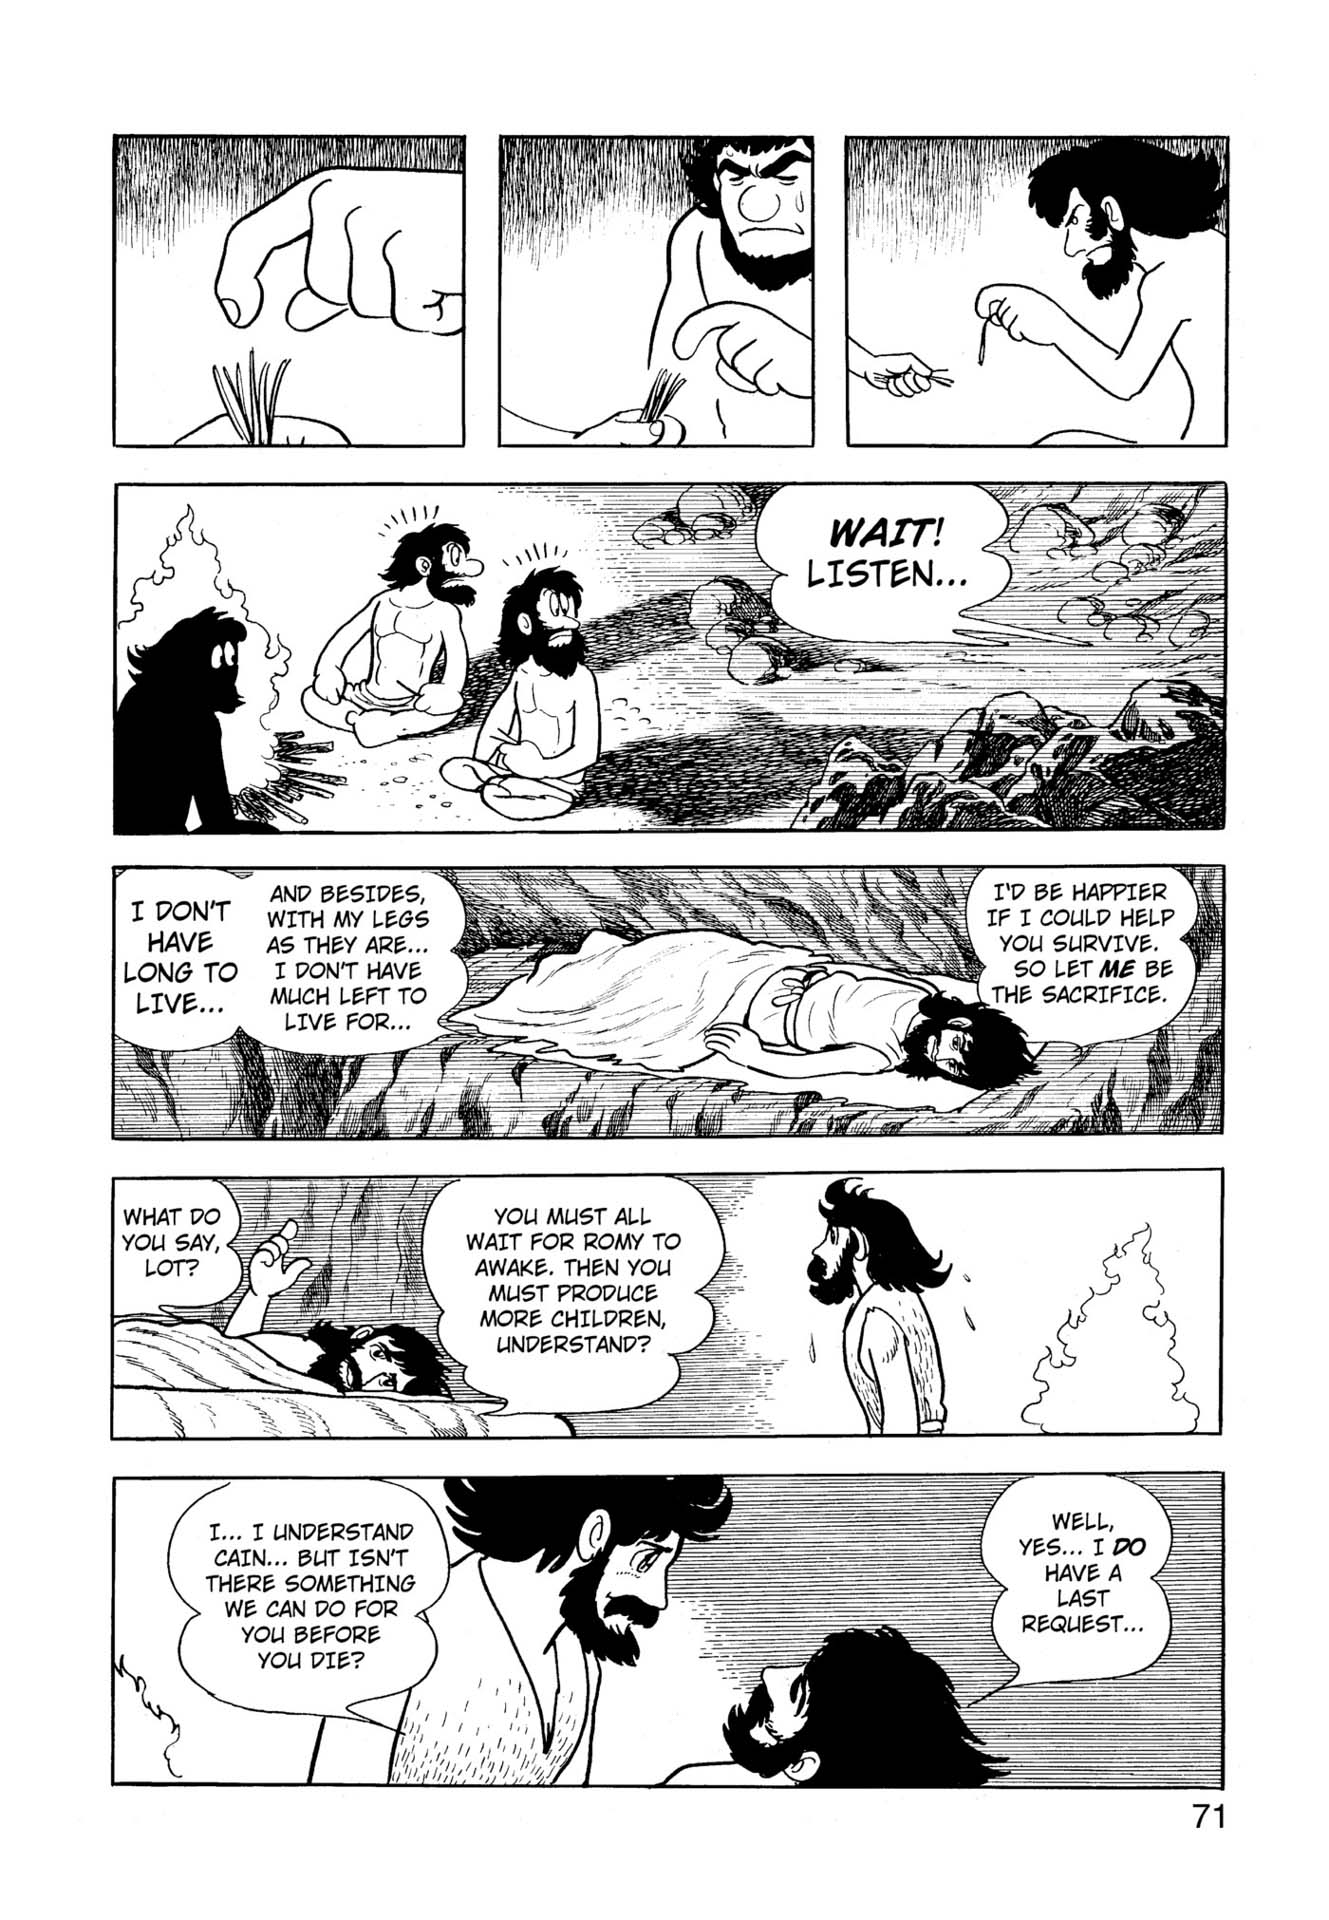 WAIT!
LISTEN...
I DON'T
HAVE
LONG TO
LIVE...
AND BESIDES,
WITH MY LEGS
AS THEY ARE...
I DON'T HAVE
MUCH LEFT TO
LIVE FOR...
I'D BE HAPPIER
IF I COULD HELP
YOU SURVIVE.
SO LET ME BE
THE SACRIFICE.
WHAT DO
YOU SAY,
LOT?
YOU MUST ALL
WAIT FOR ROMY TO
AWAKE. THEN YOU
MUST PRODUCE
MORE CHILDREN,
UNDERSTAND?
I... I UNDERSTAND
CAIN... BUT ISN'T
THERE SOMETHING
WE CAN DO FOR
YOU BEFORE
YOU DIE?
WELL,
YES... I DO
HAVE A
LAST
REQUEST...
71